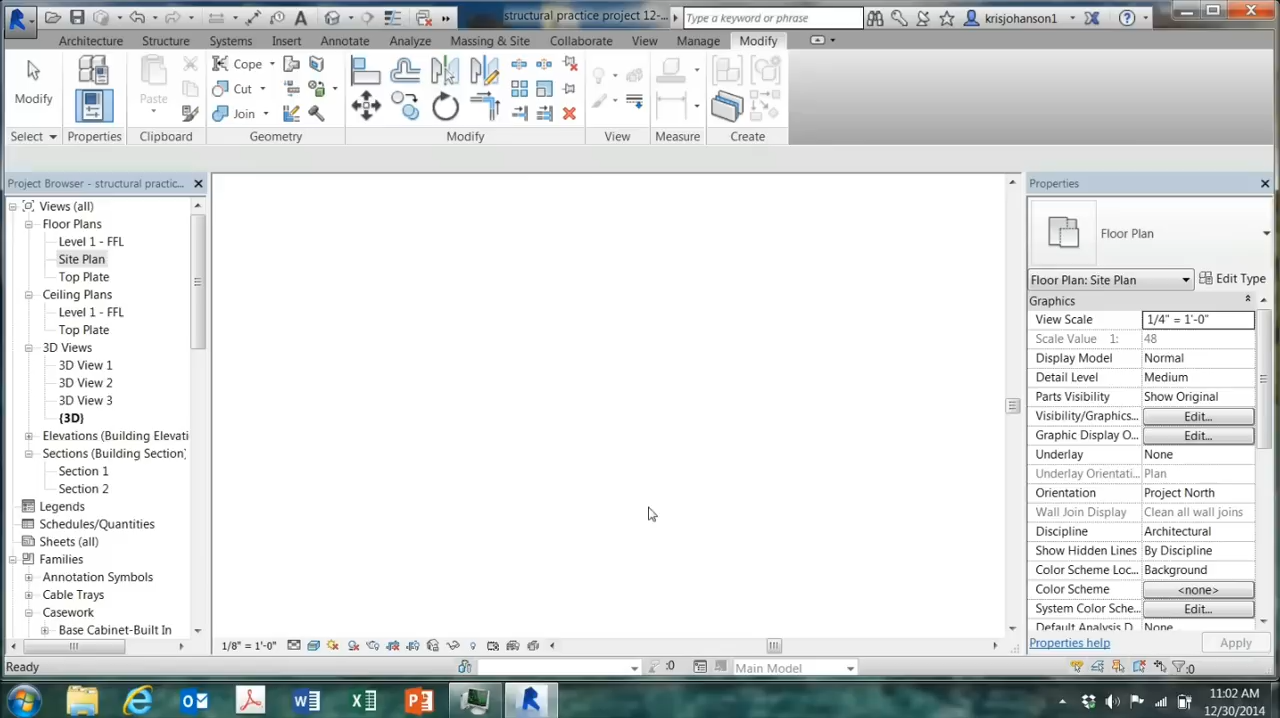 structural practice project 12-...
Type a keyword or phrase
krisjohanson1
Architecture Structure Systems Insert Annotate Analyze Massing & Site Collaborate View Manage Modify
Modify
Paste
Cope
Cut
Join
Select Properties Clipboard Geometry Modify View Measure Create
Project Browser - structural practic...
Views (all)
Floor Plans
Level 1 - FFL
Site Plan
Top Plate
Ceiling Plans
Level 1 - FFL
Top Plate
3D Views
3D View 1
3D View 2
3D View 3
{3D}
Elevations (Building Elevati
Sections (Building Section)
Section 1
Section 2
Legends
Schedules/Quantities
Sheets (all)
Families
Annotation Symbols
Cable Trays
Casework
Base Cabinet-Built In
Properties
Floor Plan
Floor Plan: Site Plan Edit Type
Graphics
View Scale 1/4" = 1'-0"
Scale Value 1: 48
Display Model Normal
Detail Level Medium
Parts Visibility Show Original
Visibility/Graphics... Edit...
Graphic Display O... Edit...
Underlay None
Underlay Orientati... Plan
Orientation Project North
Wall Join Display Clean all wall joins
Discipline Architectural
Show Hidden Lines By Discipline
Color Scheme Loc... Background
Color Scheme <none>
System Color Sche... Edit...
Default Analysis D... None
Properties help Apply
1/8" = 1'-0"
Ready :0 Main Model :0
11:02 AM
12/30/2014